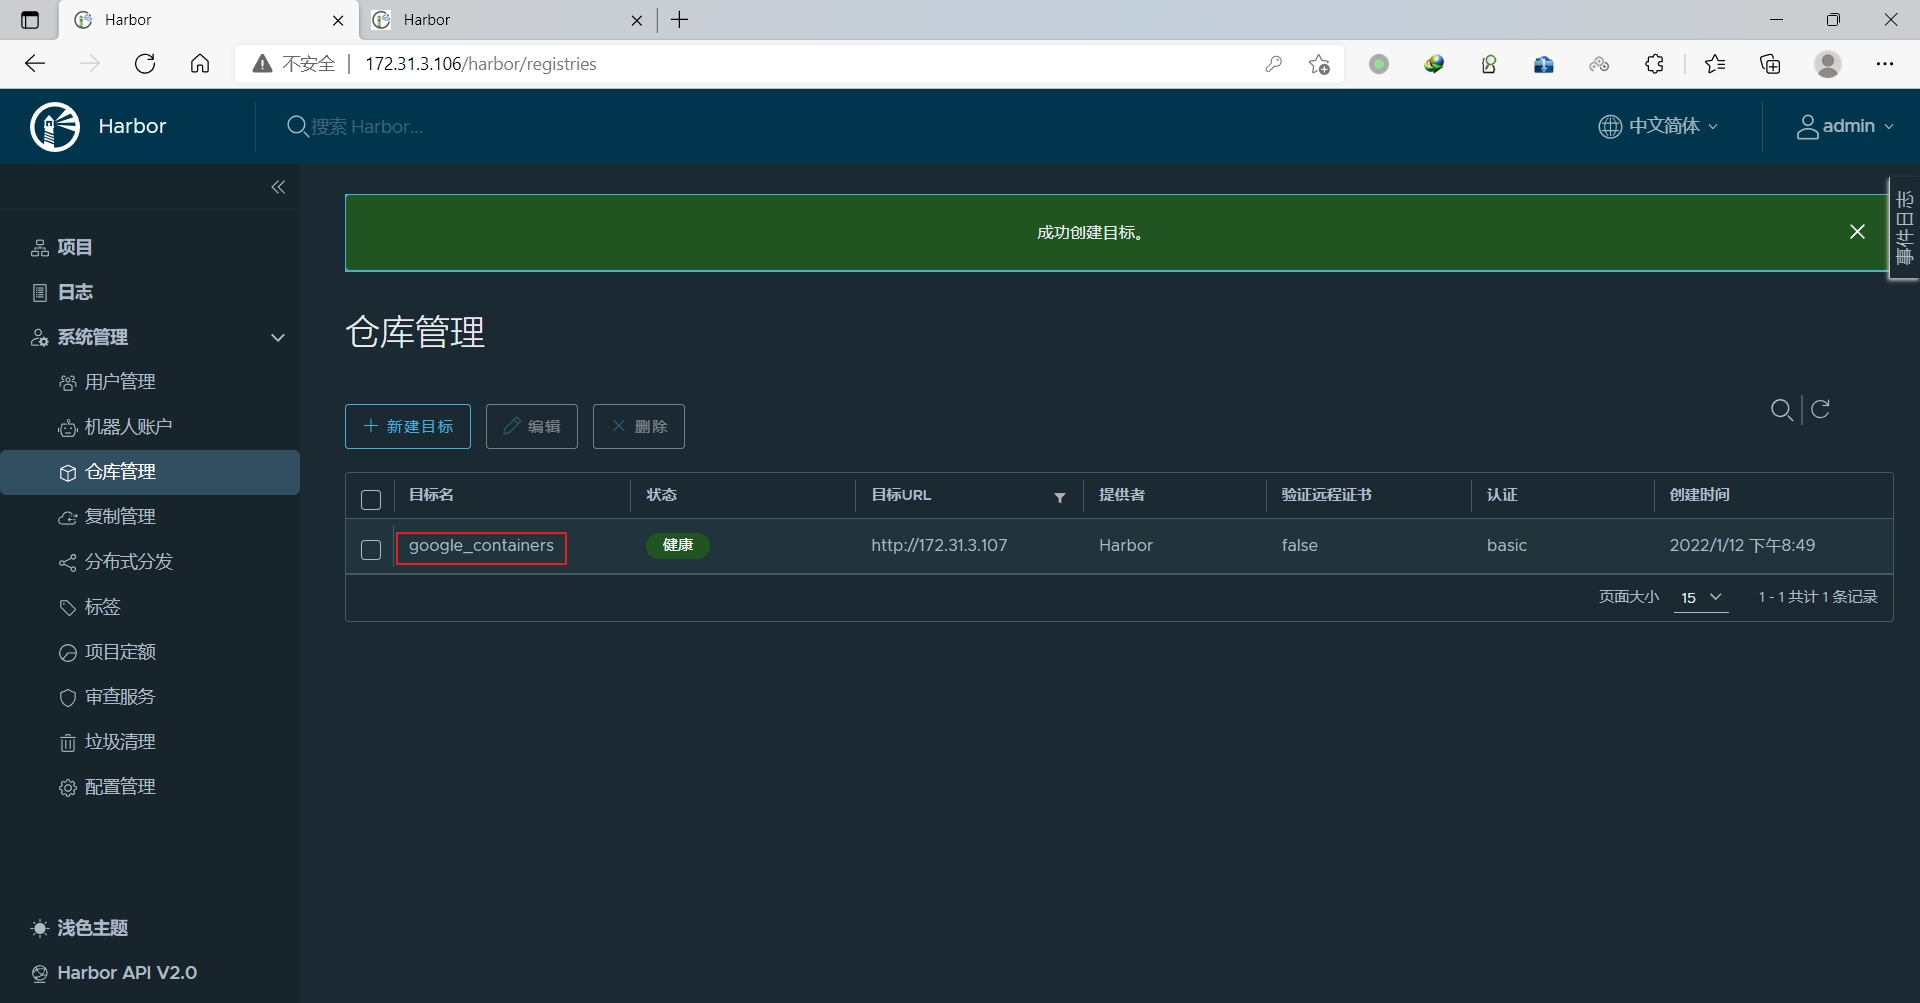 Harbor
Harbor
不安全
172.31.3.106/harbor/registries
Harbor
搜索 Harbor...
中文简体
admin
项目
日志
系统管理
用户管理
机器人账户
仓库管理
复制管理
分布式分发
标签
项目定额
审查服务
垃圾清理
配置管理
浅色主题
Harbor API V2.0
成功创建目标。
事件日志
仓库管理
新建目标
编辑
删除
目标名 状态 目标URL 提供者 验证远程证书 认证 创建时间
google_containers 健康 http://172.31.3.107 Harbor false basic 2022/1/12 下午8:49
页面大小 15 1 - 1 共计 1 条记录